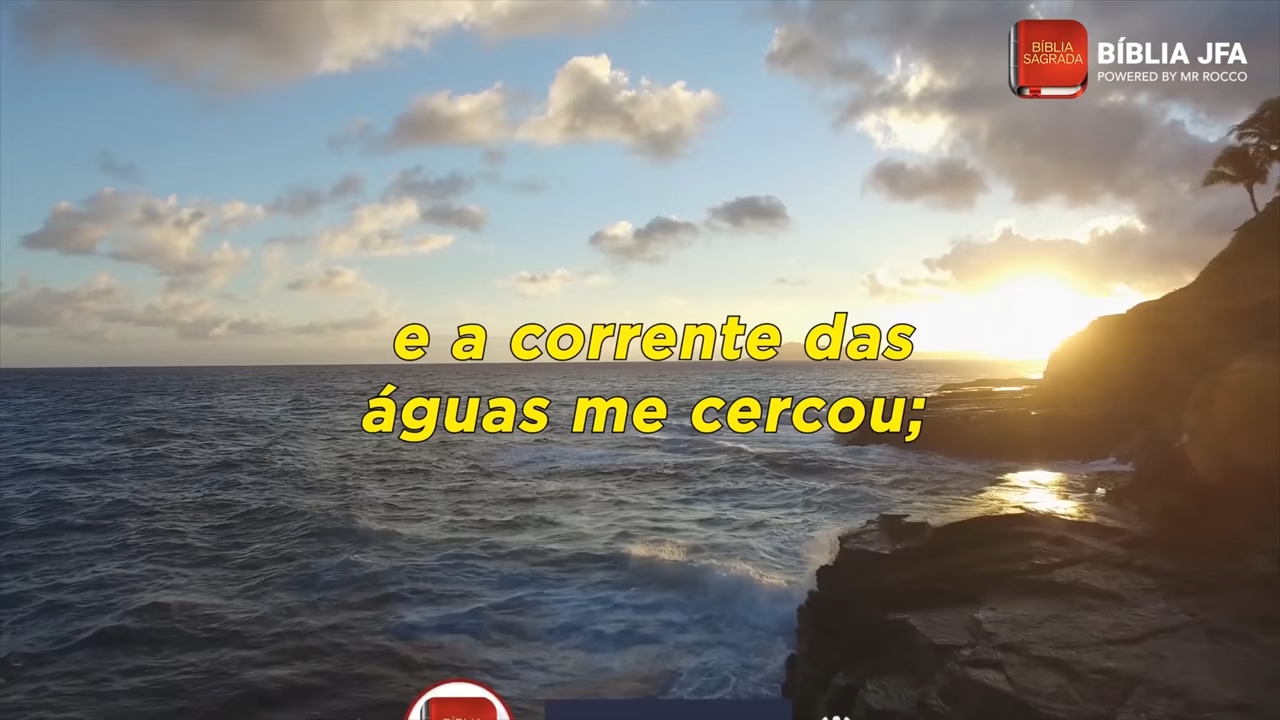 BÍBLIA
SAGRADA
BÍBLIA JFA
POWERED BY MR ROCCO
e a corrente das
águas me cercou;